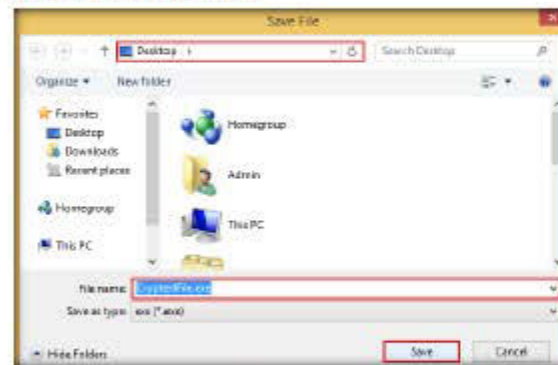 Save File
Desktop
Search Desktop
Organize
New folder
Favorites
Desktop
Downloads
Recent places
Homegroup
This PC
Homegroup
Admin
This PC
File name: CryptedFile.exe
Save as type: exe (*.exe)
Hide Folders
Save
Cancel